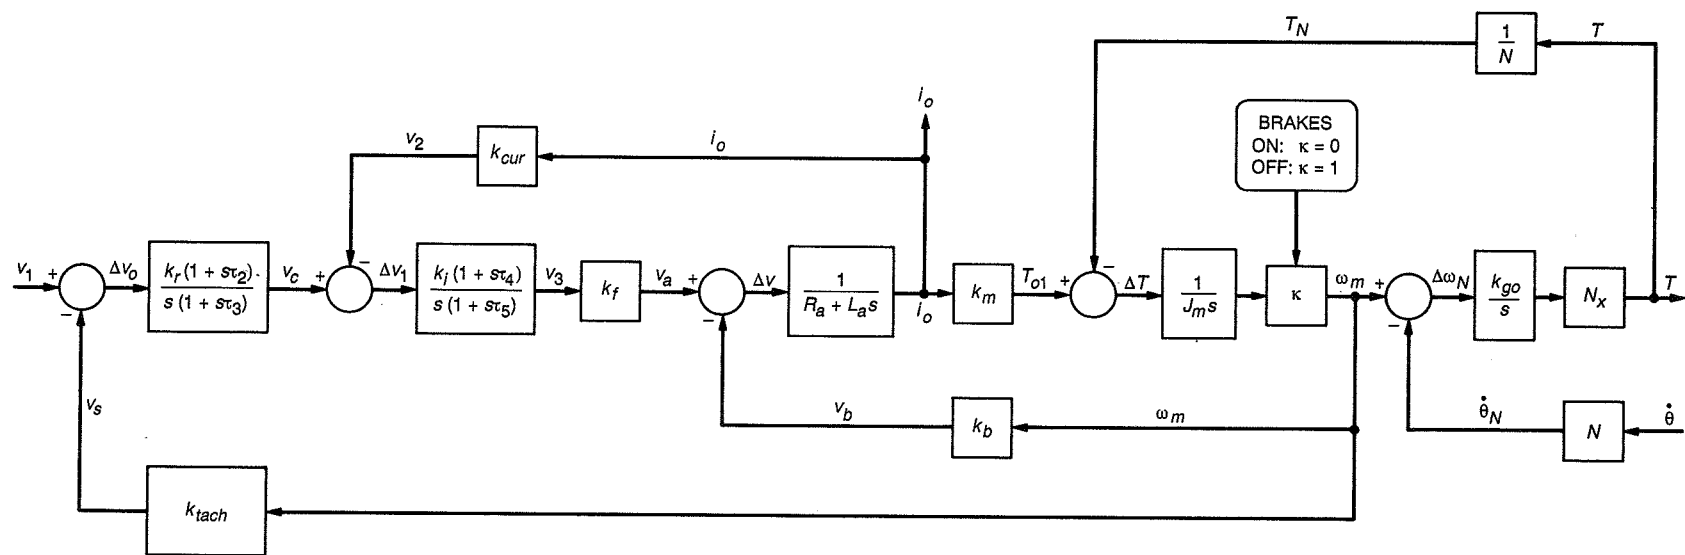 T_N
1
N
T
i_o
BRAKES
ON: κ = 0
OFF: κ = 1
v_2
k_cur
i_o
v_1
+
−
Δv_o
k_r (1 + sτ_2)
s (1 + sτ_3)
v_c
+
−
Δv_1
k_i (1 + sτ_4)
s (1 + sτ_5)
v_3
k_f
v_a
+
−
Δv
1
R_a + L_a s
i_o
k_m
T_o1
+
−
ΔT
1
J_m s
κ
ω_m
+
−
Δω_N
k_go
s
N_x
T
v_s
v_b
k_b
ω_m
θ̇_N
N
θ̇
k_tach